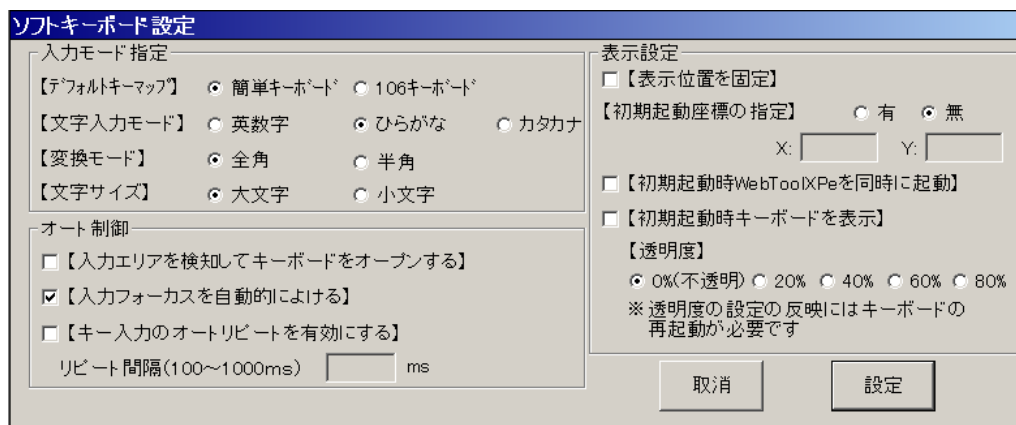 ソフトキーボード設定
入力モード指定
【ﾃﾞﾌｫﾙﾄｷｰﾏｯﾌﾟ】 簡単ｷｰﾎﾞｰﾄﾞ 106ｷｰﾎﾞｰﾄﾞ
【文字入力モード】 英数字 ひらがな カタカナ
【変換モード】 全角 半角
【文字サイズ】 大文字 小文字
オート制御
【入力エリアを検知してキーボードをオープンする】
【入力フォーカスを自動的によける】
【キー入力のオートリピートを有効にする】
リピート間隔(100～1000ms) ms
表示設定
【表示位置を固定】
【初期起動座標の指定】 有 無
X: Y:
【初期起動時WebToolXPeを同時に起動】
【初期起動時キーボードを表示】
【透明度】
0%(不透明) 20% 40% 60% 80%
※透明度の設定の反映にはキーボードの
再起動が必要です
取消 設定